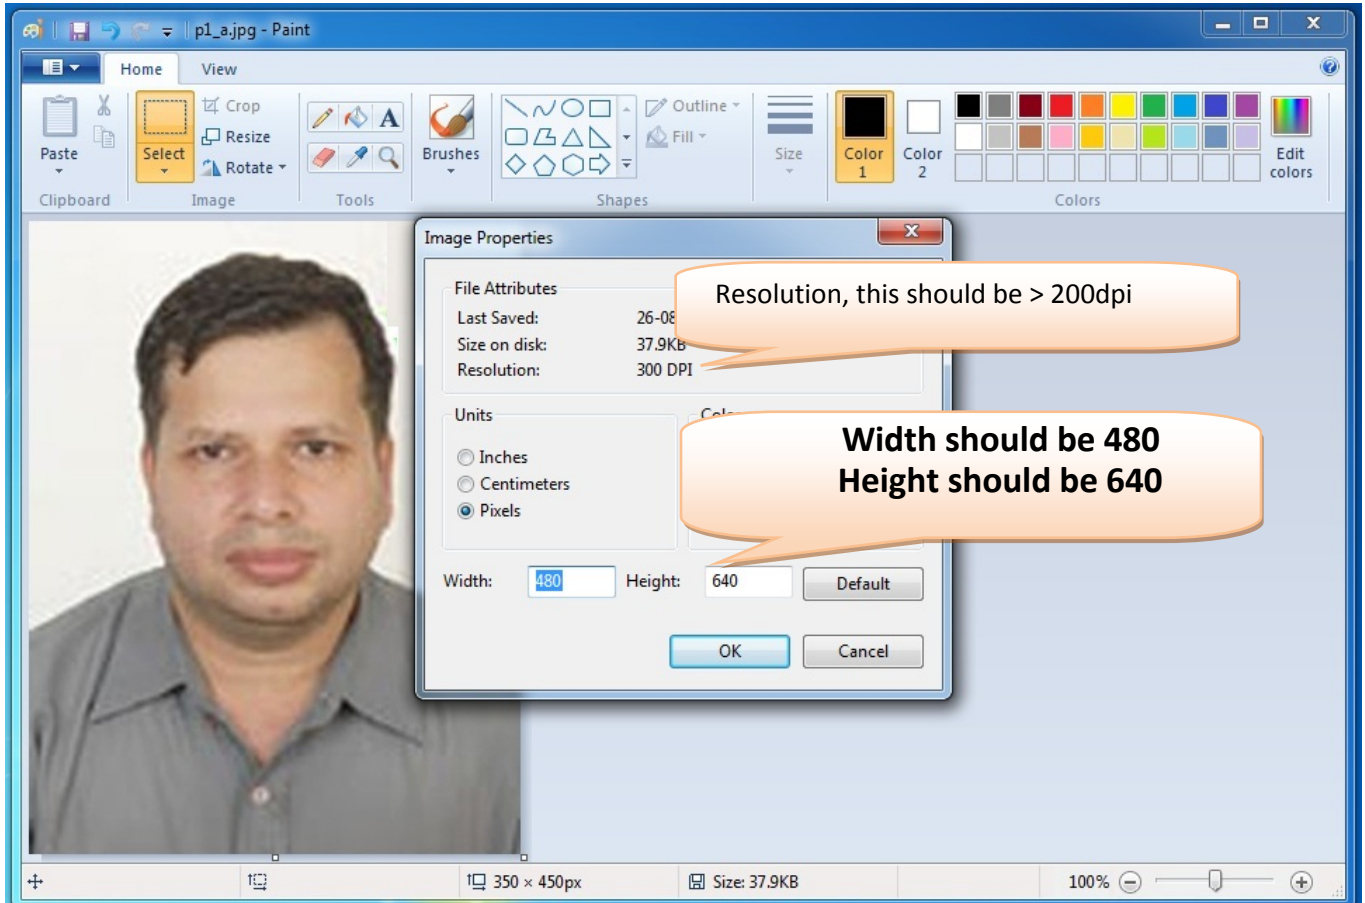 p1_a.jpg - Paint
Home View
Paste
Clipboard
Select
Crop
Resize
Rotate
Image
A
Tools
Brushes
Outline
Fill
Shapes
Size
Color 1
Color 2
Edit colors
Colors
Image Properties
File Attributes
Last Saved: 26-08
Size on disk: 37.9KB
Resolution: 300 DPI
Resolution, this should be > 200dpi
Units
Inches
Centimeters
Pixels
Width should be 480
Height should be 640
Width: 480 Height: 640 Default
OK Cancel
350 × 450px Size: 37.9KB 100%